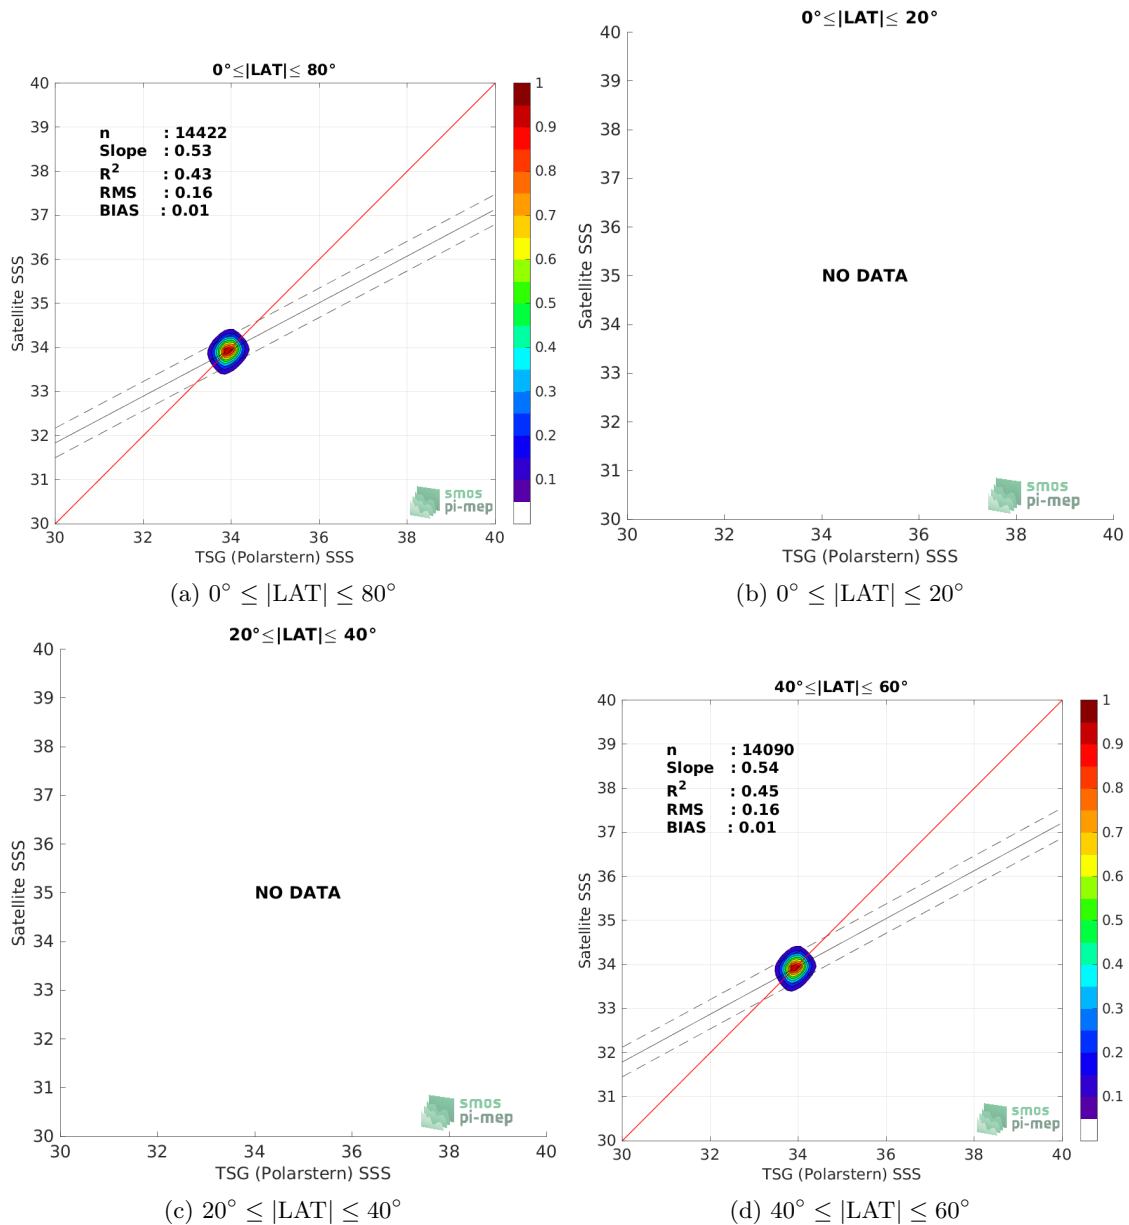 0°≤|LAT|≤ 80°
40
39
38
37
36
35
34
33
32
31
30
Satellite SSS
n : 14422
Slope : 0.53
R² : 0.43
RMS : 0.16
BIAS : 0.01
smos
pi-mep
30 32 34 36 38 40
TSG (Polarstern) SSS
1
0.9
0.8
0.7
0.6
0.5
0.4
0.3
0.2
0.1
(a) 0° ≤ |LAT| ≤ 80°
0°≤|LAT|≤ 20°
40
39
38
37
36
35
34
33
32
31
30
Satellite SSS
NO DATA
smos
pi-mep
30 32 34 36 38 40
TSG (Polarstern) SSS
(b) 0° ≤ |LAT| ≤ 20°
20°≤|LAT|≤ 40°
40
39
38
37
36
35
34
33
32
31
30
Satellite SSS
NO DATA
smos
pi-mep
30 32 34 36 38 40
TSG (Polarstern) SSS
(c) 20° ≤ |LAT| ≤ 40°
40°≤|LAT|≤ 60°
40
39
38
37
36
35
34
33
32
31
30
Satellite SSS
n : 14090
Slope : 0.54
R² : 0.45
RMS : 0.16
BIAS : 0.01
smos
pi-mep
30 32 34 36 38 40
TSG (Polarstern) SSS
1
0.9
0.8
0.7
0.6
0.5
0.4
0.3
0.2
0.1
(d) 40° ≤ |LAT| ≤ 60°